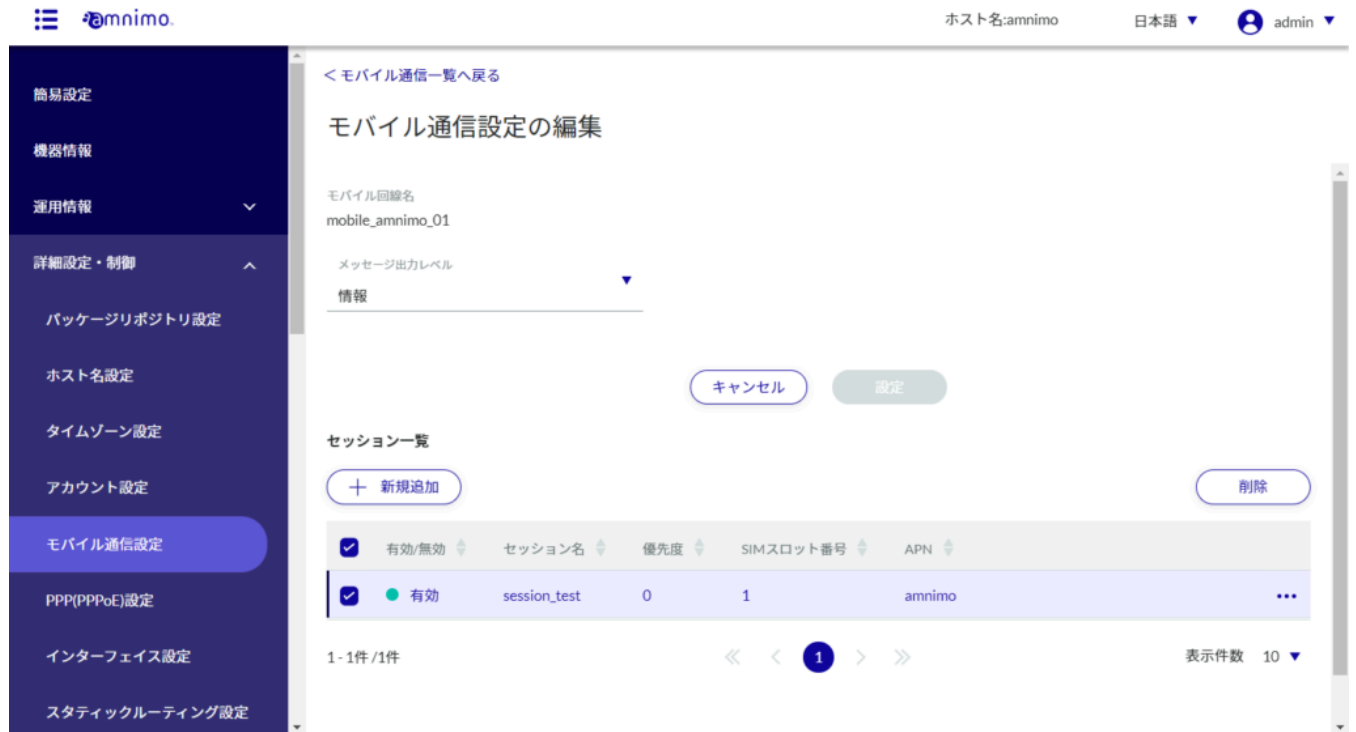 amnimo.
ホスト名:amnimo
日本語 ▼
admin ▼
簡易設定
機器情報
運用情報
詳細設定・制御
パッケージリポジトリ設定
ホスト名設定
タイムゾーン設定
アカウント設定
モバイル通信設定
PPP(PPPoE)設定
インターフェイス設定
スタティックルーティング設定
< モバイル通信一覧へ戻る
モバイル通信設定の編集
モバイル回線名
mobile_amnimo_01
メッセージ出力レベル
情報
キャンセル 設定
セッション一覧
+ 新規追加 削除
有効/無効 セッション名 優先度 SIMスロット番号 APN
有効 session_test 0 1 amnimo •••
1 - 1件 /1件 « < 1 > » 表示件数 10 ▼